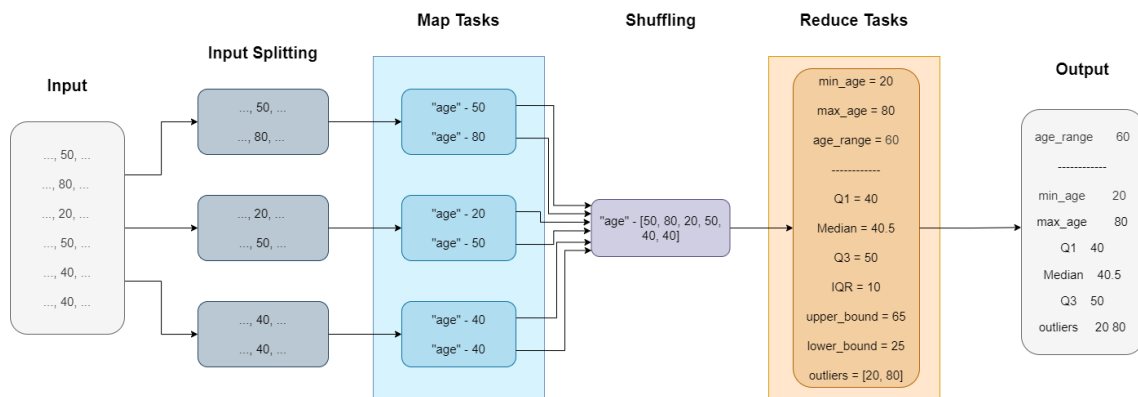 Input
..., 50, ...
..., 80, ...
..., 20, ...
..., 50, ...
..., 40, ...
..., 40, ...
Input Splitting
..., 50, ...
..., 80, ...
..., 20, ...
..., 50, ...
..., 40, ...
..., 40, ...
Map Tasks
"age" - 50
"age" - 80
"age" - 20
"age" - 50
"age" - 40
"age" - 40
Shuffling
"age" - [50, 80, 20, 50,
40, 40]
Reduce Tasks
min_age = 20
max_age = 80
age_range = 60
------------
Q1 = 40
Median = 40.5
Q3 = 50
IQR = 10
upper_bound = 65
lower_bound = 25
outliers = [20, 80]
Output
age_range 60
------------
min_age 20
max_age 80
Q1 40
Median 40.5
Q3 50
outliers 20 80